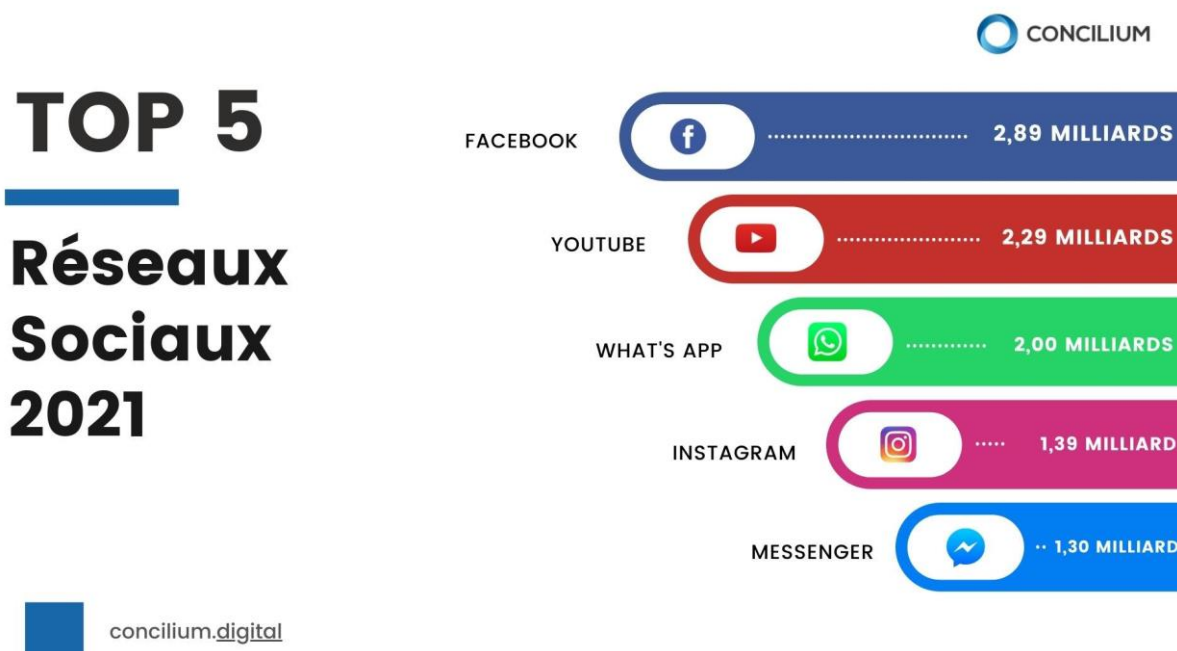 CONCILIUM
TOP 5
Réseaux
Sociaux
2021
FACEBOOK 2,89 MILLIARDS
YOUTUBE 2,29 MILLIARDS
WHAT'S APP 2,00 MILLIARDS
INSTAGRAM 1,39 MILLIARD
MESSENGER 1,30 MILLIARD
concilium.digital